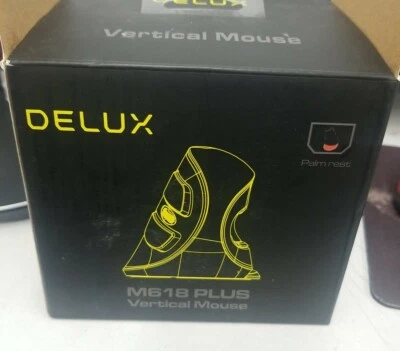 DELUX
Vertical Mouse
DELUX
Palm rest
M618 PLUS
Vertical Mouse